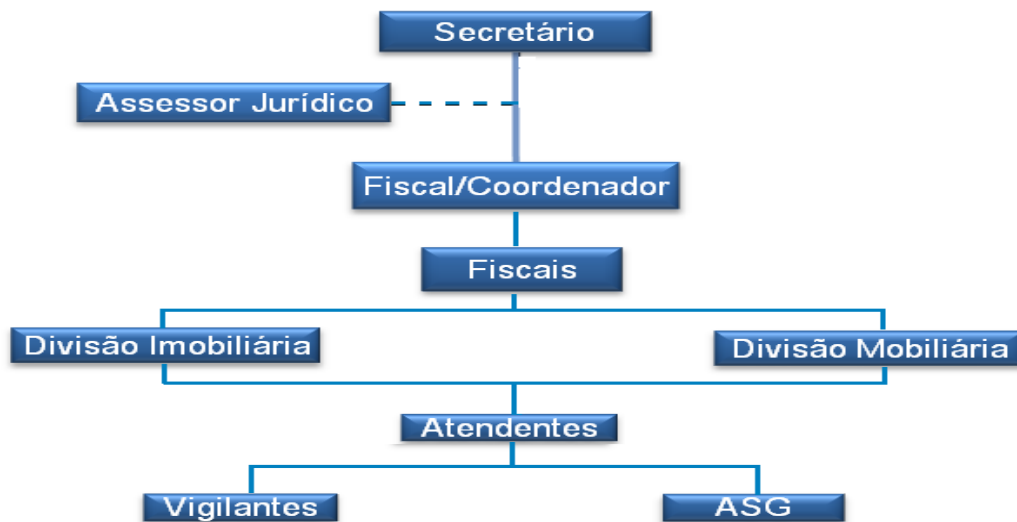 Secretário
Assessor Jurídico
Fiscal/Coordenador
Fiscais
Divisão Imobiliária
Divisão Mobiliária
Atendentes
Vigilantes
ASG